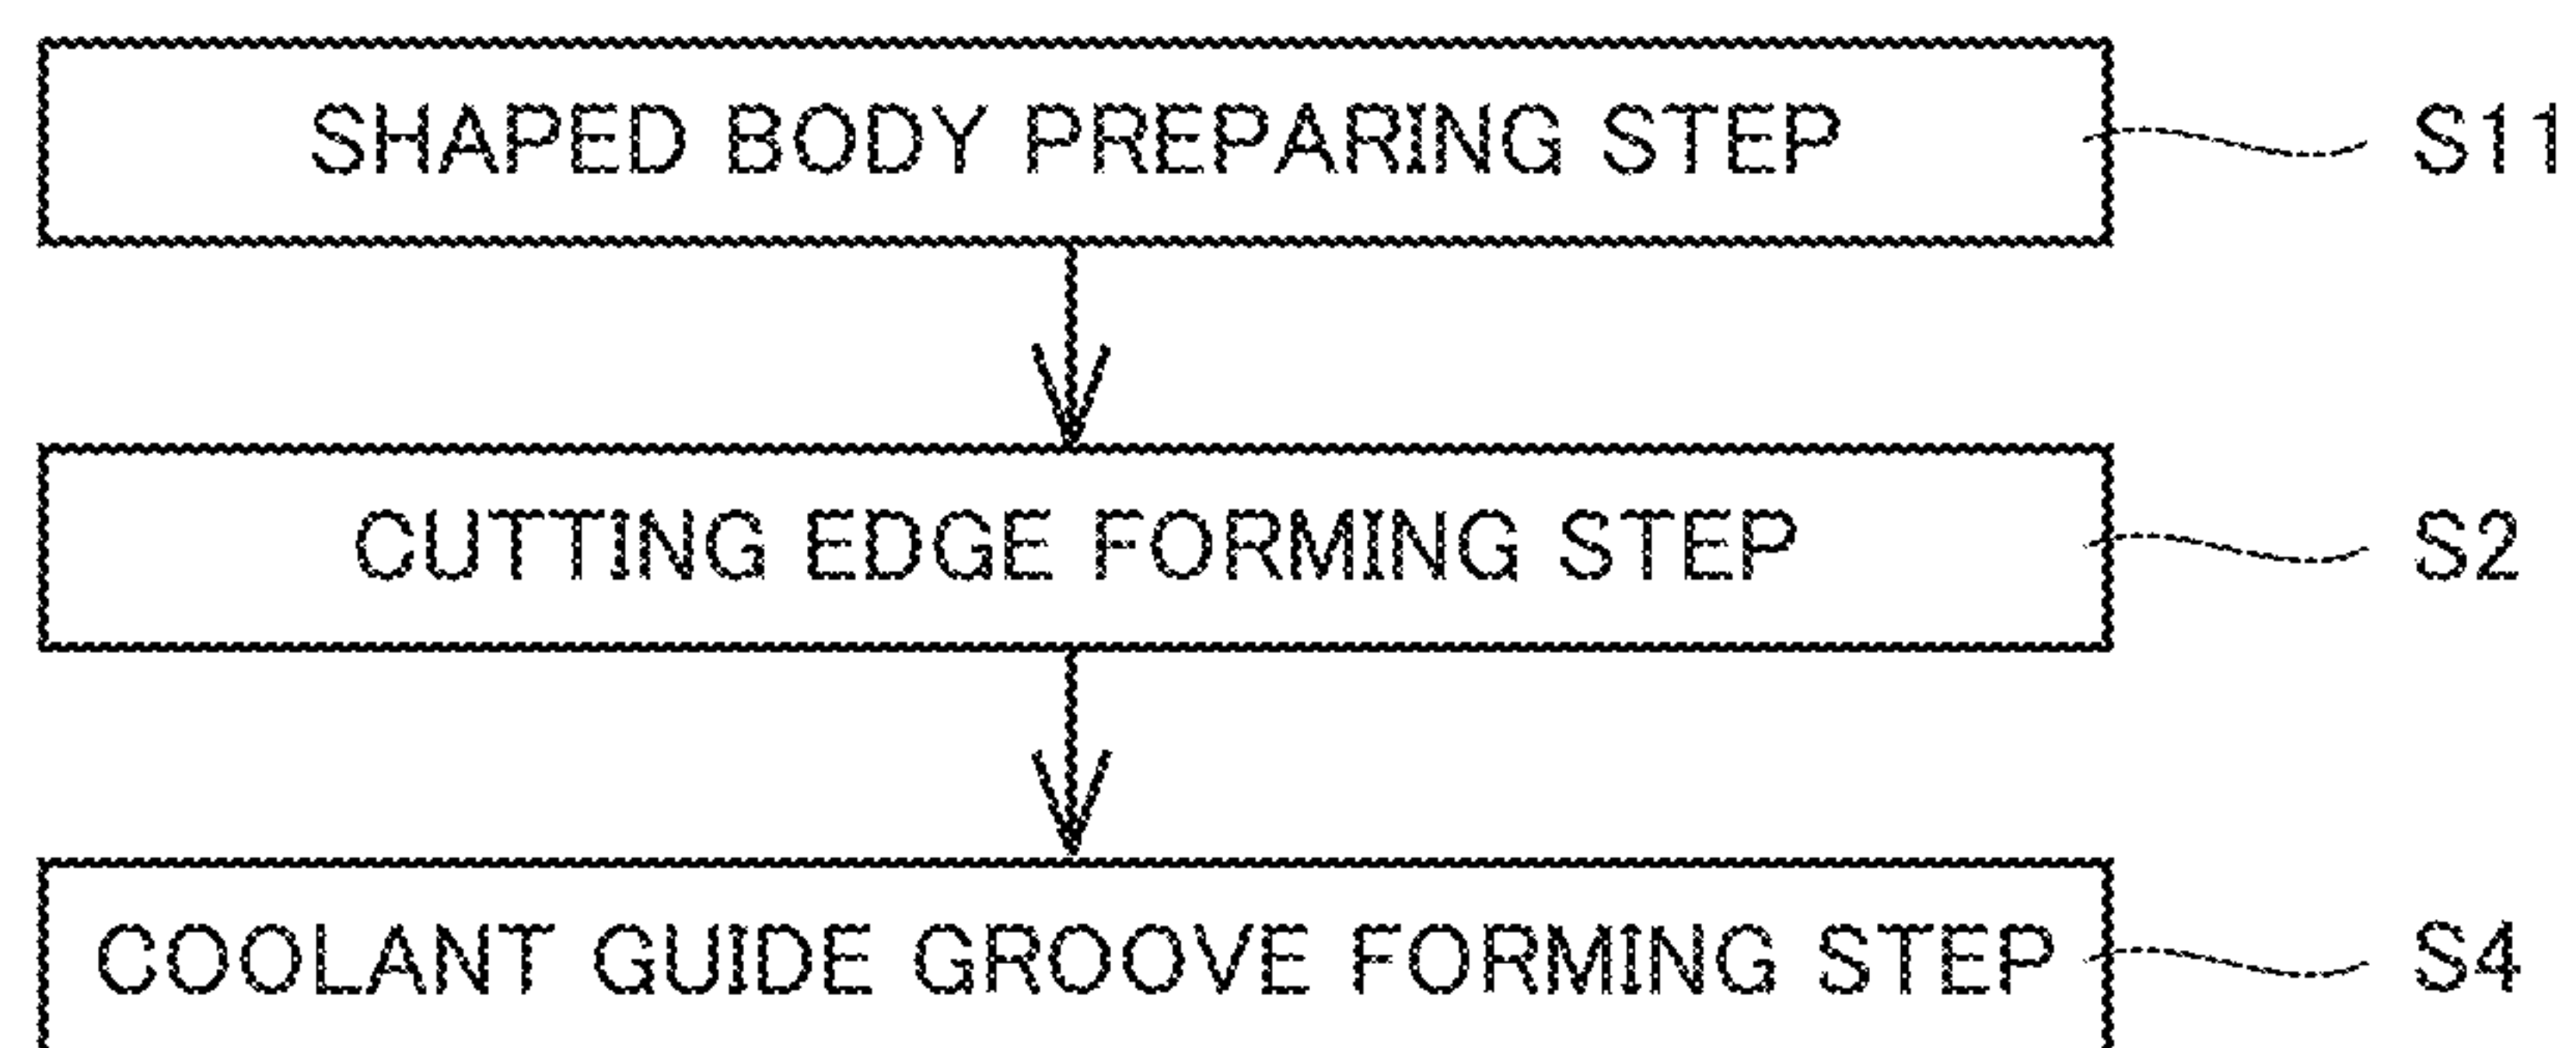 SHAPED BODY PREPARING STEP S11
CUTTING EDGE FORMING STEP S2
COOLANT GUIDE GROOVE FORMING STEP S4